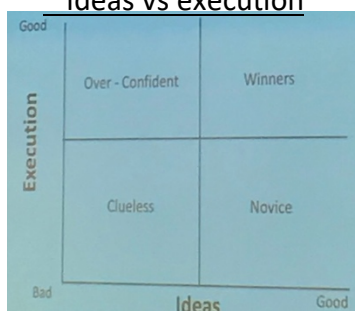 Ideas vs execution
Good
Over - Confident
Winners
Execution
Clueless
Novice
Bad
Ideas
Good